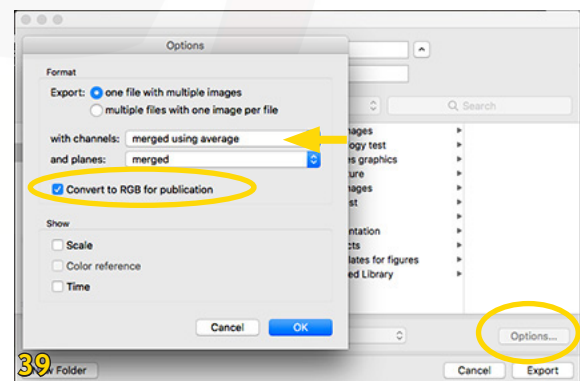 Options
Format
Export: one file with multiple images
multiple files with one image per file
with channels: merged using average
and planes: merged
Convert to RGB for publication
Show
Scale
Color reference
Time
Cancel OK
Search
ages
ogy test
s graphics
ure
ages
st
ntation
cts
lates for figures
ed Library
Options...
39
w Folder
Cancel Export